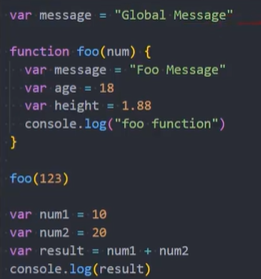 var message = "Global Message"
function foo(num) {
var message = "Foo Message"
var age = 18
var height = 1.88
console.log("foo function")
}
foo(123)
var num1 = 10
var num2 = 20
var result = num1 + num2
console.log(result)